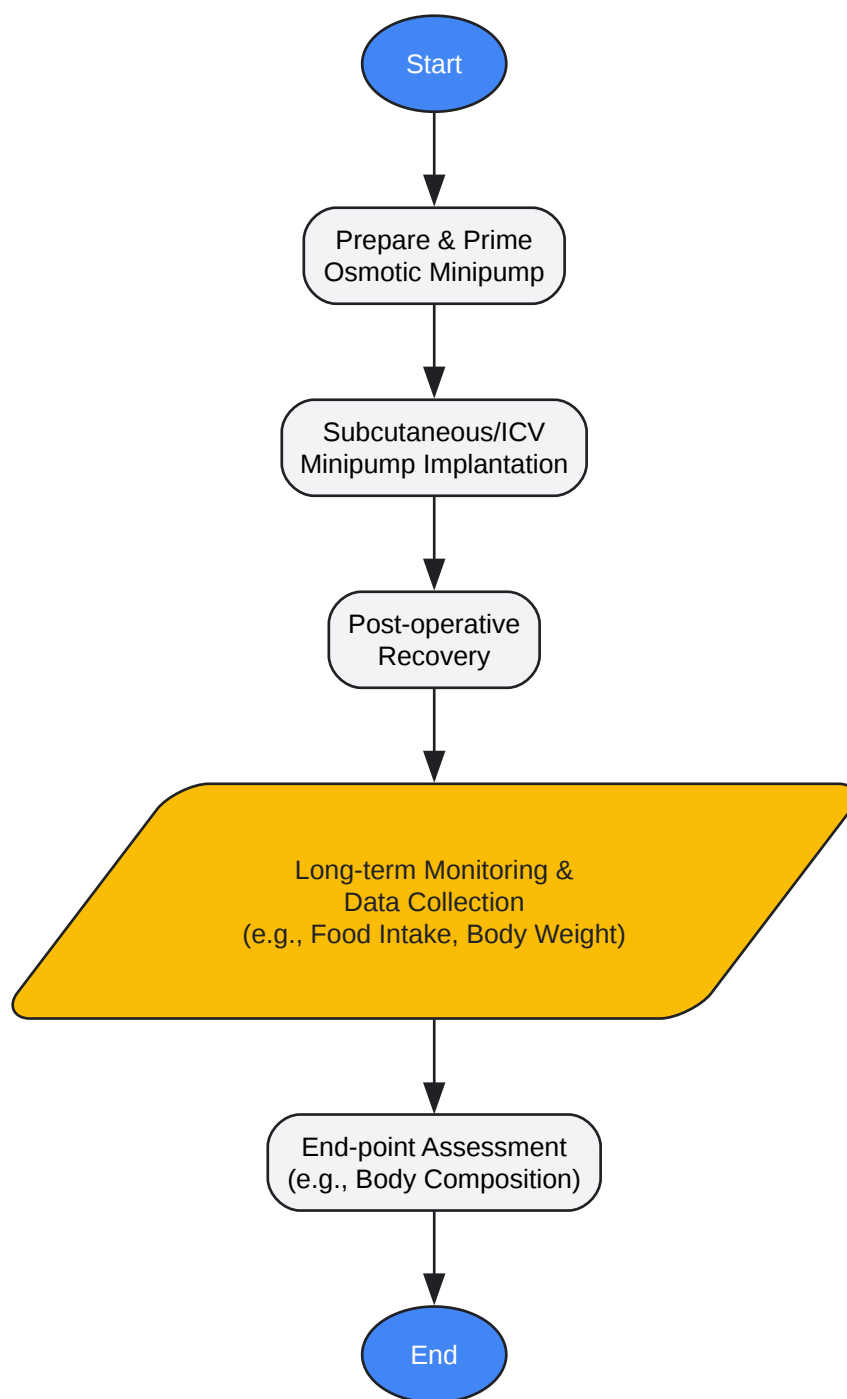 Start
Prepare & Prime
Osmotic Minipump
Subcutaneous/ICV
Minipump Implantation
Post-operative
Recovery
Long-term Monitoring &
Data Collection
(e.g., Food Intake, Body Weight)
End-point Assessment
(e.g., Body Composition)
End